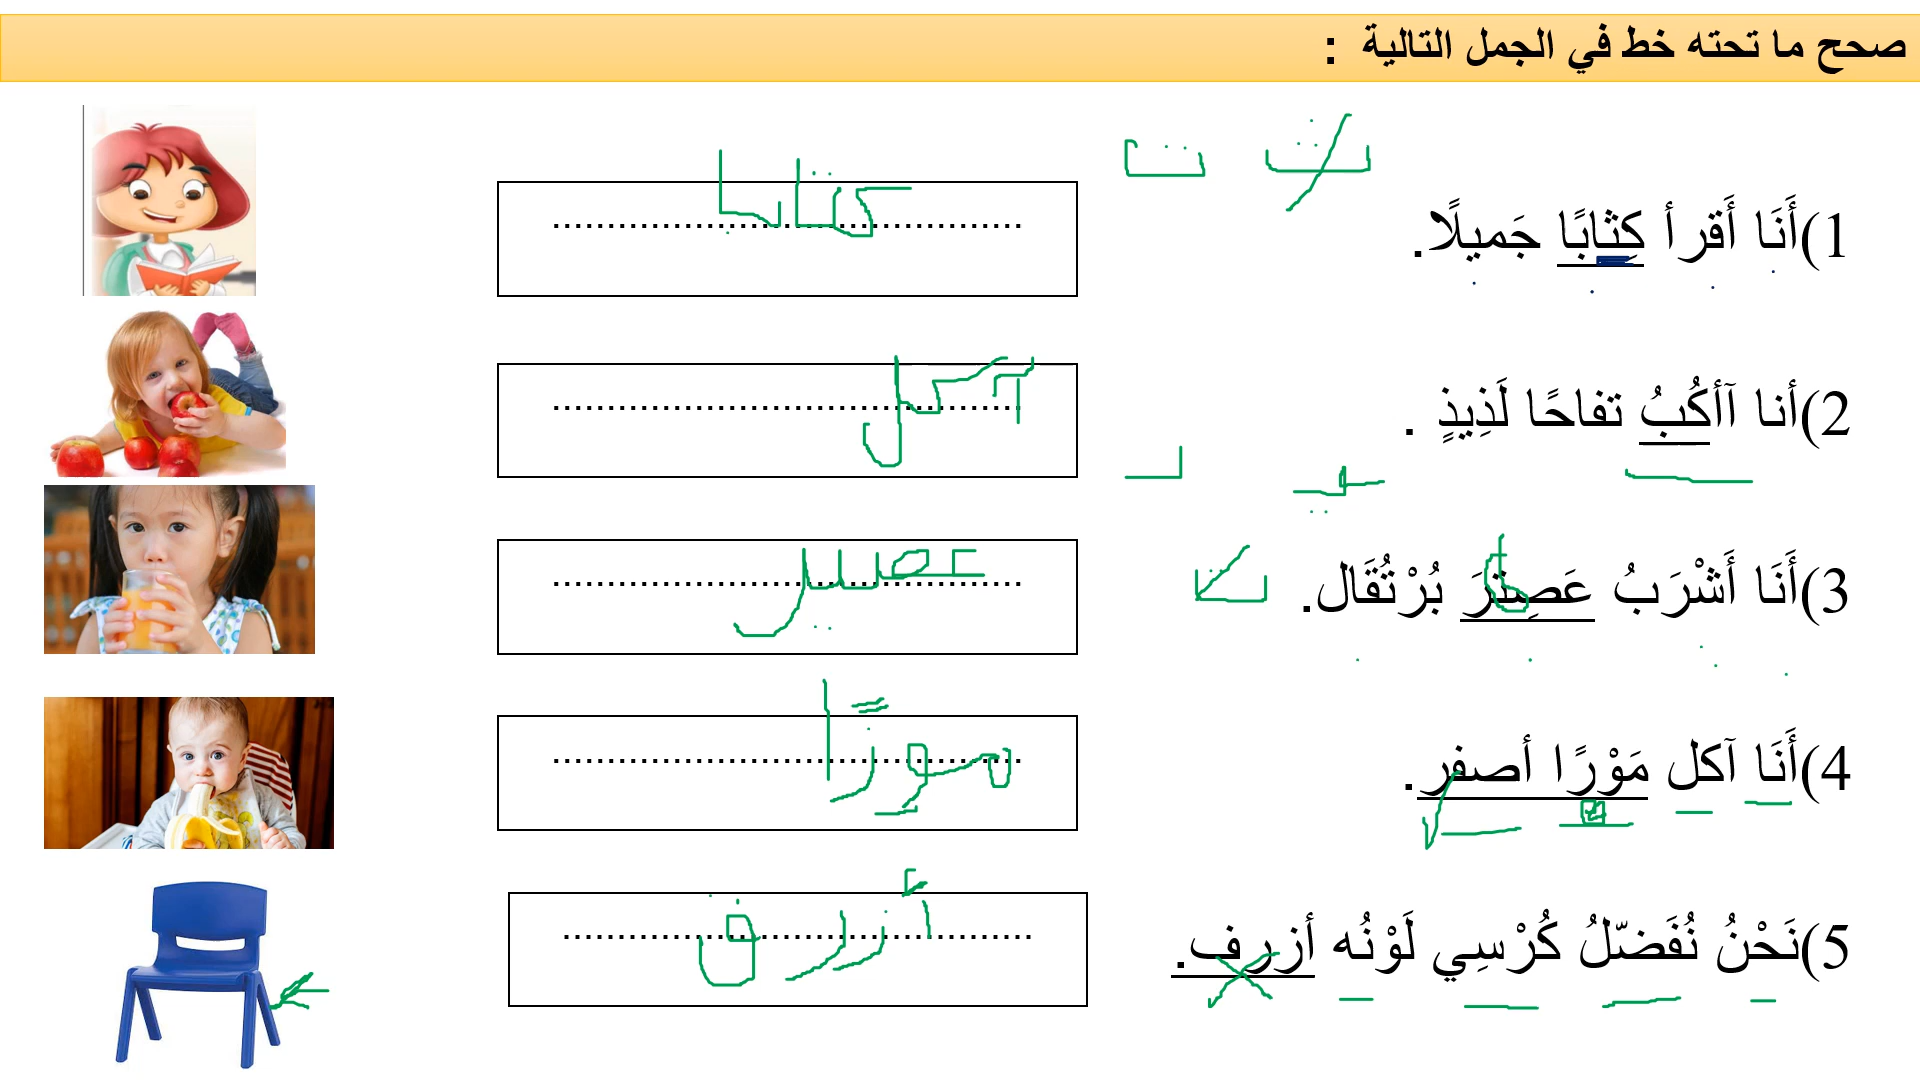 صحح ما تحته خط في الجمل التالية :
1)أَنَا أَقرأ كِثابًا جَميلًا.
كتابا
ث ت
2)أنا آأكُبُ تفاحًا لَذِيذٍ .
آكل
3)أَنَا أَشْرَبُ عَصِنرَ بُرْتُقَال.
عصير
4)أَنَا آكل مَوْرًا أصفر.
موزًا
5)نَحْنُ نُفَضّلُ كُرْسِي لَوْنُه أزرف.
أزرق